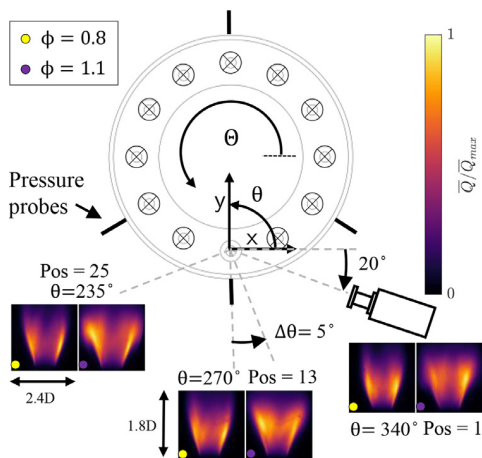 ϕ = 0.8
ϕ = 1.1
1
Q̅/Q̅max
0
Θ
θ
y
x
Pressure
probes
20°
Pos = 25
θ=235°
Δθ= 5°
2.4D
θ=270° Pos = 13
1.8D
θ= 340° Pos = 1